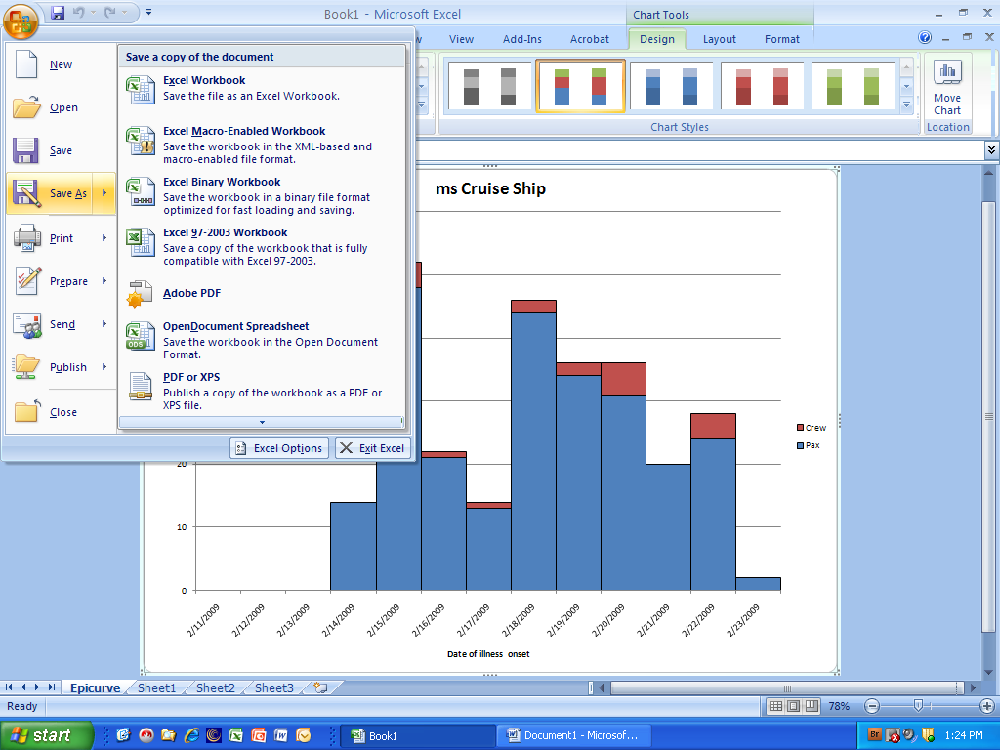 Book1 - Microsoft Excel
Chart Tools
View
Add-Ins
Acrobat
Design
Layout
Format
New
Open
Save
Save As
Print
Prepare
Send
Publish
Close
Save a copy of the document
Excel Workbook
Save the file as an Excel Workbook.
Excel Macro-Enabled Workbook
Save the workbook in the XML-based and
macro-enabled file format.
Excel Binary Workbook
Save the workbook in a binary file format
optimized for fast loading and saving.
Excel 97-2003 Workbook
Save a copy of the workbook that is fully
compatible with Excel 97-2003.
Adobe PDF
OpenDocument Spreadsheet
Save the workbook in the Open Document
Format.
PDF or XPS
Publish a copy of the workbook as a PDF or
XPS file.
Excel Options
Exit Excel
Chart Styles
Move
Chart
Location
ms Cruise Ship
Crew
Pax
20
10
0
2/11/2009
2/12/2009
2/13/2009
2/14/2009
2/15/2009
2/16/2009
2/17/2009
2/18/2009
2/19/2009
2/20/2009
2/21/2009
2/22/2009
2/23/2009
Date of illness onset
Epicurve
Sheet1
Sheet2
Sheet3
Ready
78%
start
Book1
Document1 - Microsof...
Br
1:24 PM